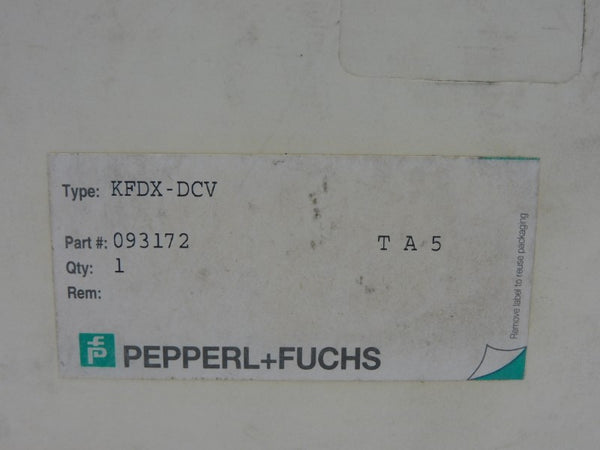 Type: KFDX-DCV
Part #: 093172 T A 5
Qty: 1
Rem:
PEPPERL+FUCHS
Remove label to reuse packaging